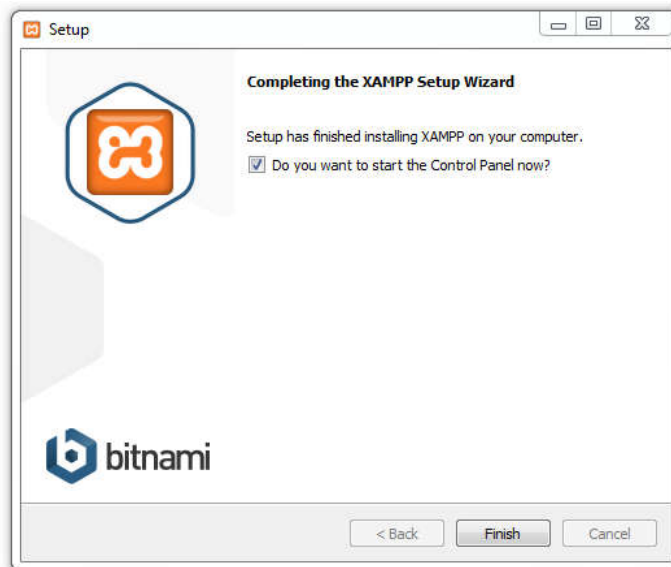 Setup
Completing the XAMPP Setup Wizard
Setup has finished installing XAMPP on your computer.
Do you want to start the Control Panel now?
bitnami
< Back
Finish
Cancel